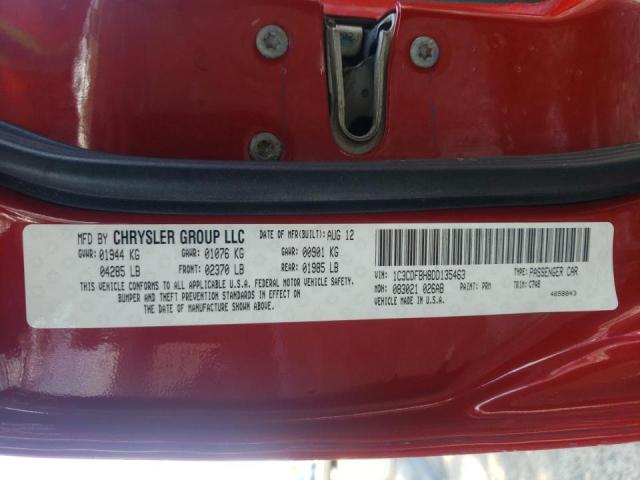 MFD BY CHRYSLER GROUP LLC DATE OF MFR(BUILT): AUG 12
GVWR: 01944 KG GAWR: 01076 KG GAWR: 00901 KG
04285 LB FRONT: 02370 LB REAR: 01985 LB
THIS VEHICLE CONFORMS TO ALL APPLICABLE U.S.A. FEDERAL MOTOR VEHICLE SAFETY,
BUMPER AND THEFT PREVENTION STANDARDS IN EFFECT ON
THE DATE OF MANUFACTURE SHOWN ABOVE.
VIN: 1C3CDFBH8DD135463 TYPE: PASSENGER CAR
MDH: 083021 026AB PAINT: PRM TRIM: C7X8
MADE IN U.S.A. 4658843